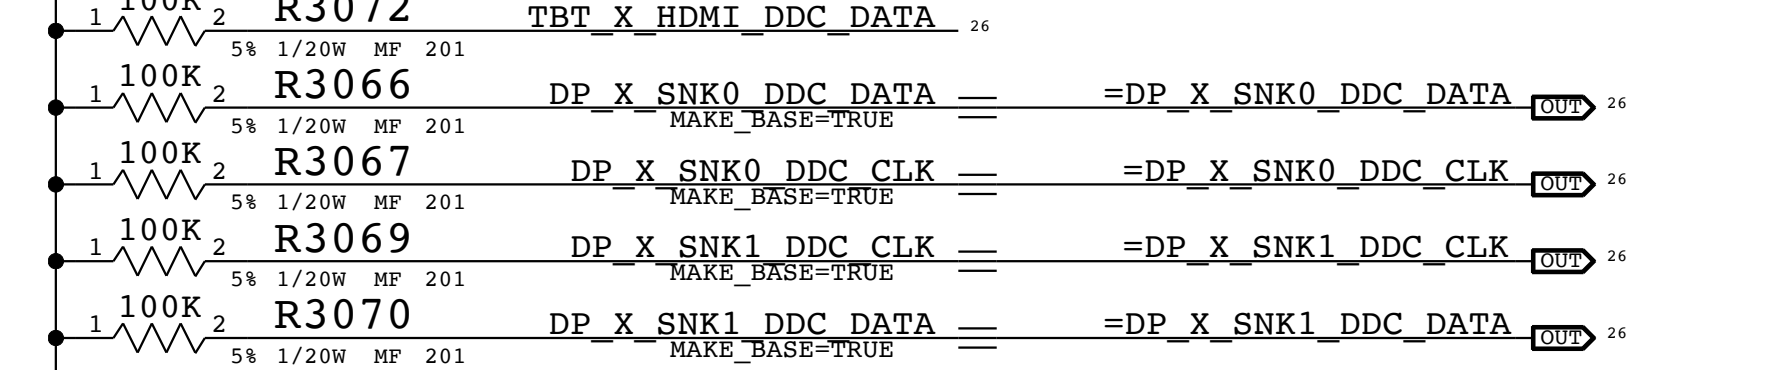 100K
1 2 R3072 TBT_X_HDMI_DDC_DATA 26
5% 1/20W MF 201
100K
1 2 R3066 DP_X_SNK0_DDC_DATA =DP_X_SNK0_DDC_DATA OUT 26
5% 1/20W MF 201 MAKE_BASE=TRUE
100K
1 2 R3067 DP_X_SNK0_DDC_CLK =DP_X_SNK0_DDC_CLK OUT 26
5% 1/20W MF 201 MAKE_BASE=TRUE
100K
1 2 R3069 DP_X_SNK1_DDC_CLK =DP_X_SNK1_DDC_CLK OUT 26
5% 1/20W MF 201 MAKE_BASE=TRUE
100K
1 2 R3070 DP_X_SNK1_DDC_DATA =DP_X_SNK1_DDC_DATA OUT 26
5% 1/20W MF 201 MAKE_BASE=TRUE